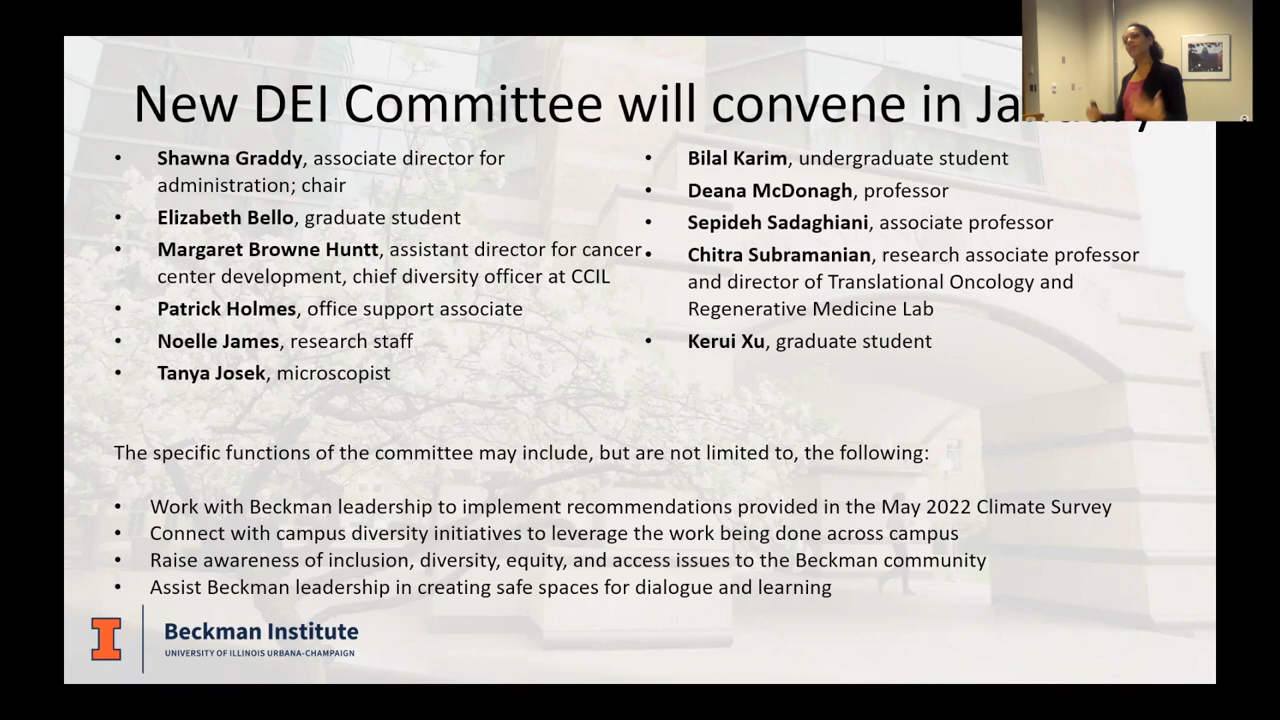 New DEI Committee will convene in
• Shawna Graddy, associate director for
administration; chair
• Elizabeth Bello, graduate student
• Margaret Browne Huntt, assistant director for cancer
center development, chief diversity officer at CCIL
• Patrick Holmes, office support associate
• Noelle James, research staff
• Tanya Josek, microscopist
• Bilal Karim, undergraduate student
• Deana McDonagh, professor
• Sepideh Sadaghiani, associate professor
• Chitra Subramanian, research associate professor
and director of Translational Oncology and
Regenerative Medicine Lab
• Kerui Xu, graduate student
The specific functions of the committee may include, but are not limited to, the following:
• Work with Beckman leadership to implement recommendations provided in the May 2022 Climate Survey
• Connect with campus diversity initiatives to leverage the work being done across campus
• Raise awareness of inclusion, diversity, equity, and access issues to the Beckman community
• Assist Beckman leadership in creating safe spaces for dialogue and learning
I
Beckman Institute
UNIVERSITY OF ILLINOIS URBANA-CHAMPAIGN